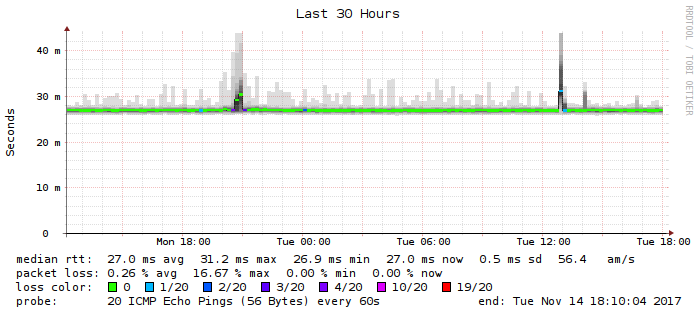 Last 30 Hours
RRDTOOL / TOBI OETIKER
Seconds
40 m
30 m
20 m
10 m
0
Mon 18:00 Tue 00:00 Tue 06:00 Tue 12:00 Tue 18:00
median rtt: 27.0 ms avg 31.2 ms max 26.9 ms min 27.0 ms now 0.5 ms sd 56.4 am/s
packet loss: 0.26 % avg 16.67 % max 0.00 % min 0.00 % now
loss color: 0 1/20 2/20 3/20 4/20 10/20 19/20
probe: 20 ICMP Echo Pings (56 Bytes) every 60s end: Tue Nov 14 18:10:04 2017